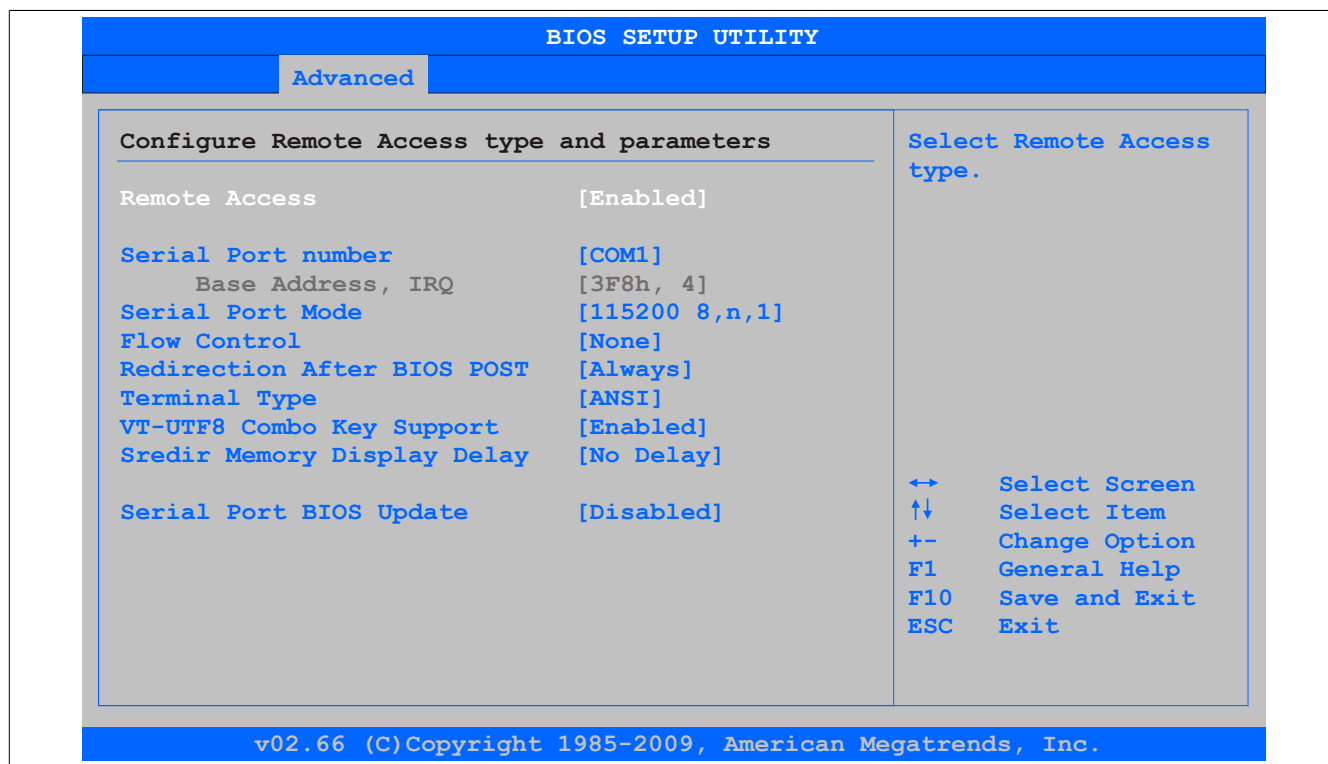 BIOS SETUP UTILITY
Advanced
Configure Remote Access type and parameters
Remote Access [Enabled]
Serial Port number [COM1]
Base Address, IRQ [3F8h, 4]
Serial Port Mode [115200 8,n,1]
Flow Control [None]
Redirection After BIOS POST [Always]
Terminal Type [ANSI]
VT-UTF8 Combo Key Support [Enabled]
Sredir Memory Display Delay [No Delay]
Serial Port BIOS Update [Disabled]
Select Remote Access
type.
↔ Select Screen
↑↓ Select Item
+- Change Option
F1 General Help
F10 Save and Exit
ESC Exit
v02.66 (C)Copyright 1985-2009, American Megatrends, Inc.